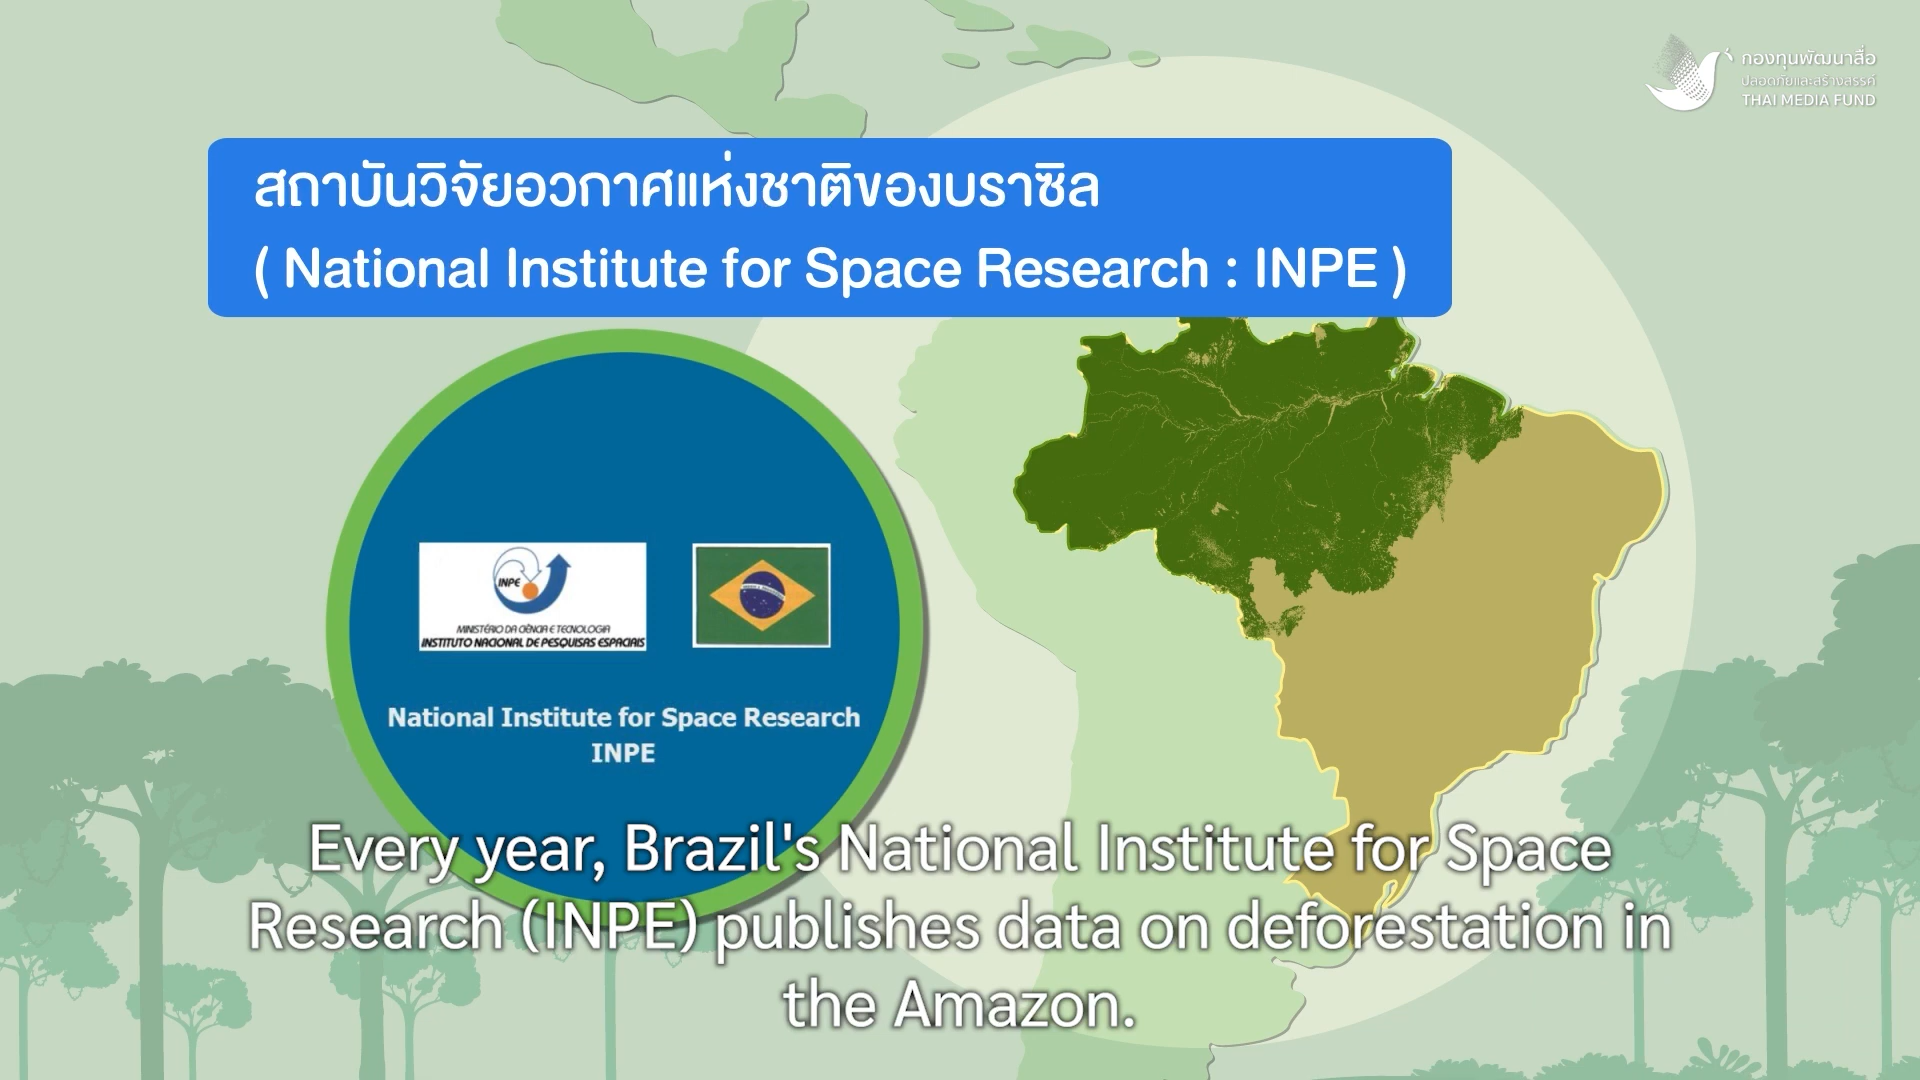 กองทุนพัฒนาสื่อ
ปลอดภัยและสร้างสรรค์
THAI MEDIA FUND
สถาบันวิจัยอวกาศแห่งชาติของบราซิล
( National Institute for Space Research : INPE )
INPE
MINISTÉRIO DA CIÊNCIA E TECNOLOGIA
INSTITUTO NACIONAL DE PESQUISAS ESPACIAIS
National Institute for Space Research
INPE
Every year, Brazil's National Institute for Space
Research (INPE) publishes data on deforestation in
the Amazon.